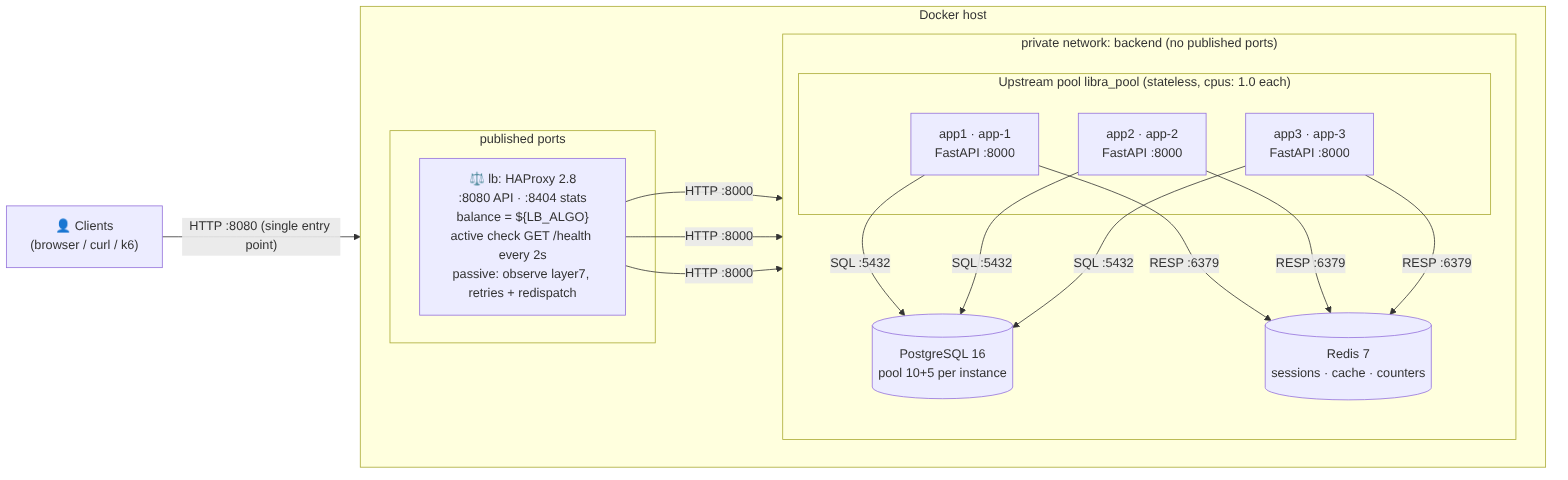 Docker host
private network: backend (no published ports)
Upstream pool libra_pool (stateless, cpus: 1.0 each)
published ports
app1 · app-1
FastAPI :8000
app2 · app-2
FastAPI :8000
app3 · app-3
FastAPI :8000
⚖️ lb: HAProxy 2.8
:8080 API · :8404 stats
balance = ${LB_ALGO}
active check GET /health
every 2s
passive: observe layer7,
retries + redispatch
👤 Clients
(browser / curl / k6)
HTTP :8080 (single entry
point)
HTTP :8000
HTTP :8000
HTTP :8000
SQL :5432
SQL :5432
SQL :5432
RESP :6379
RESP :6379
RESP :6379
PostgreSQL 16
pool 10+5 per instance
Redis 7
sessions · cache · counters